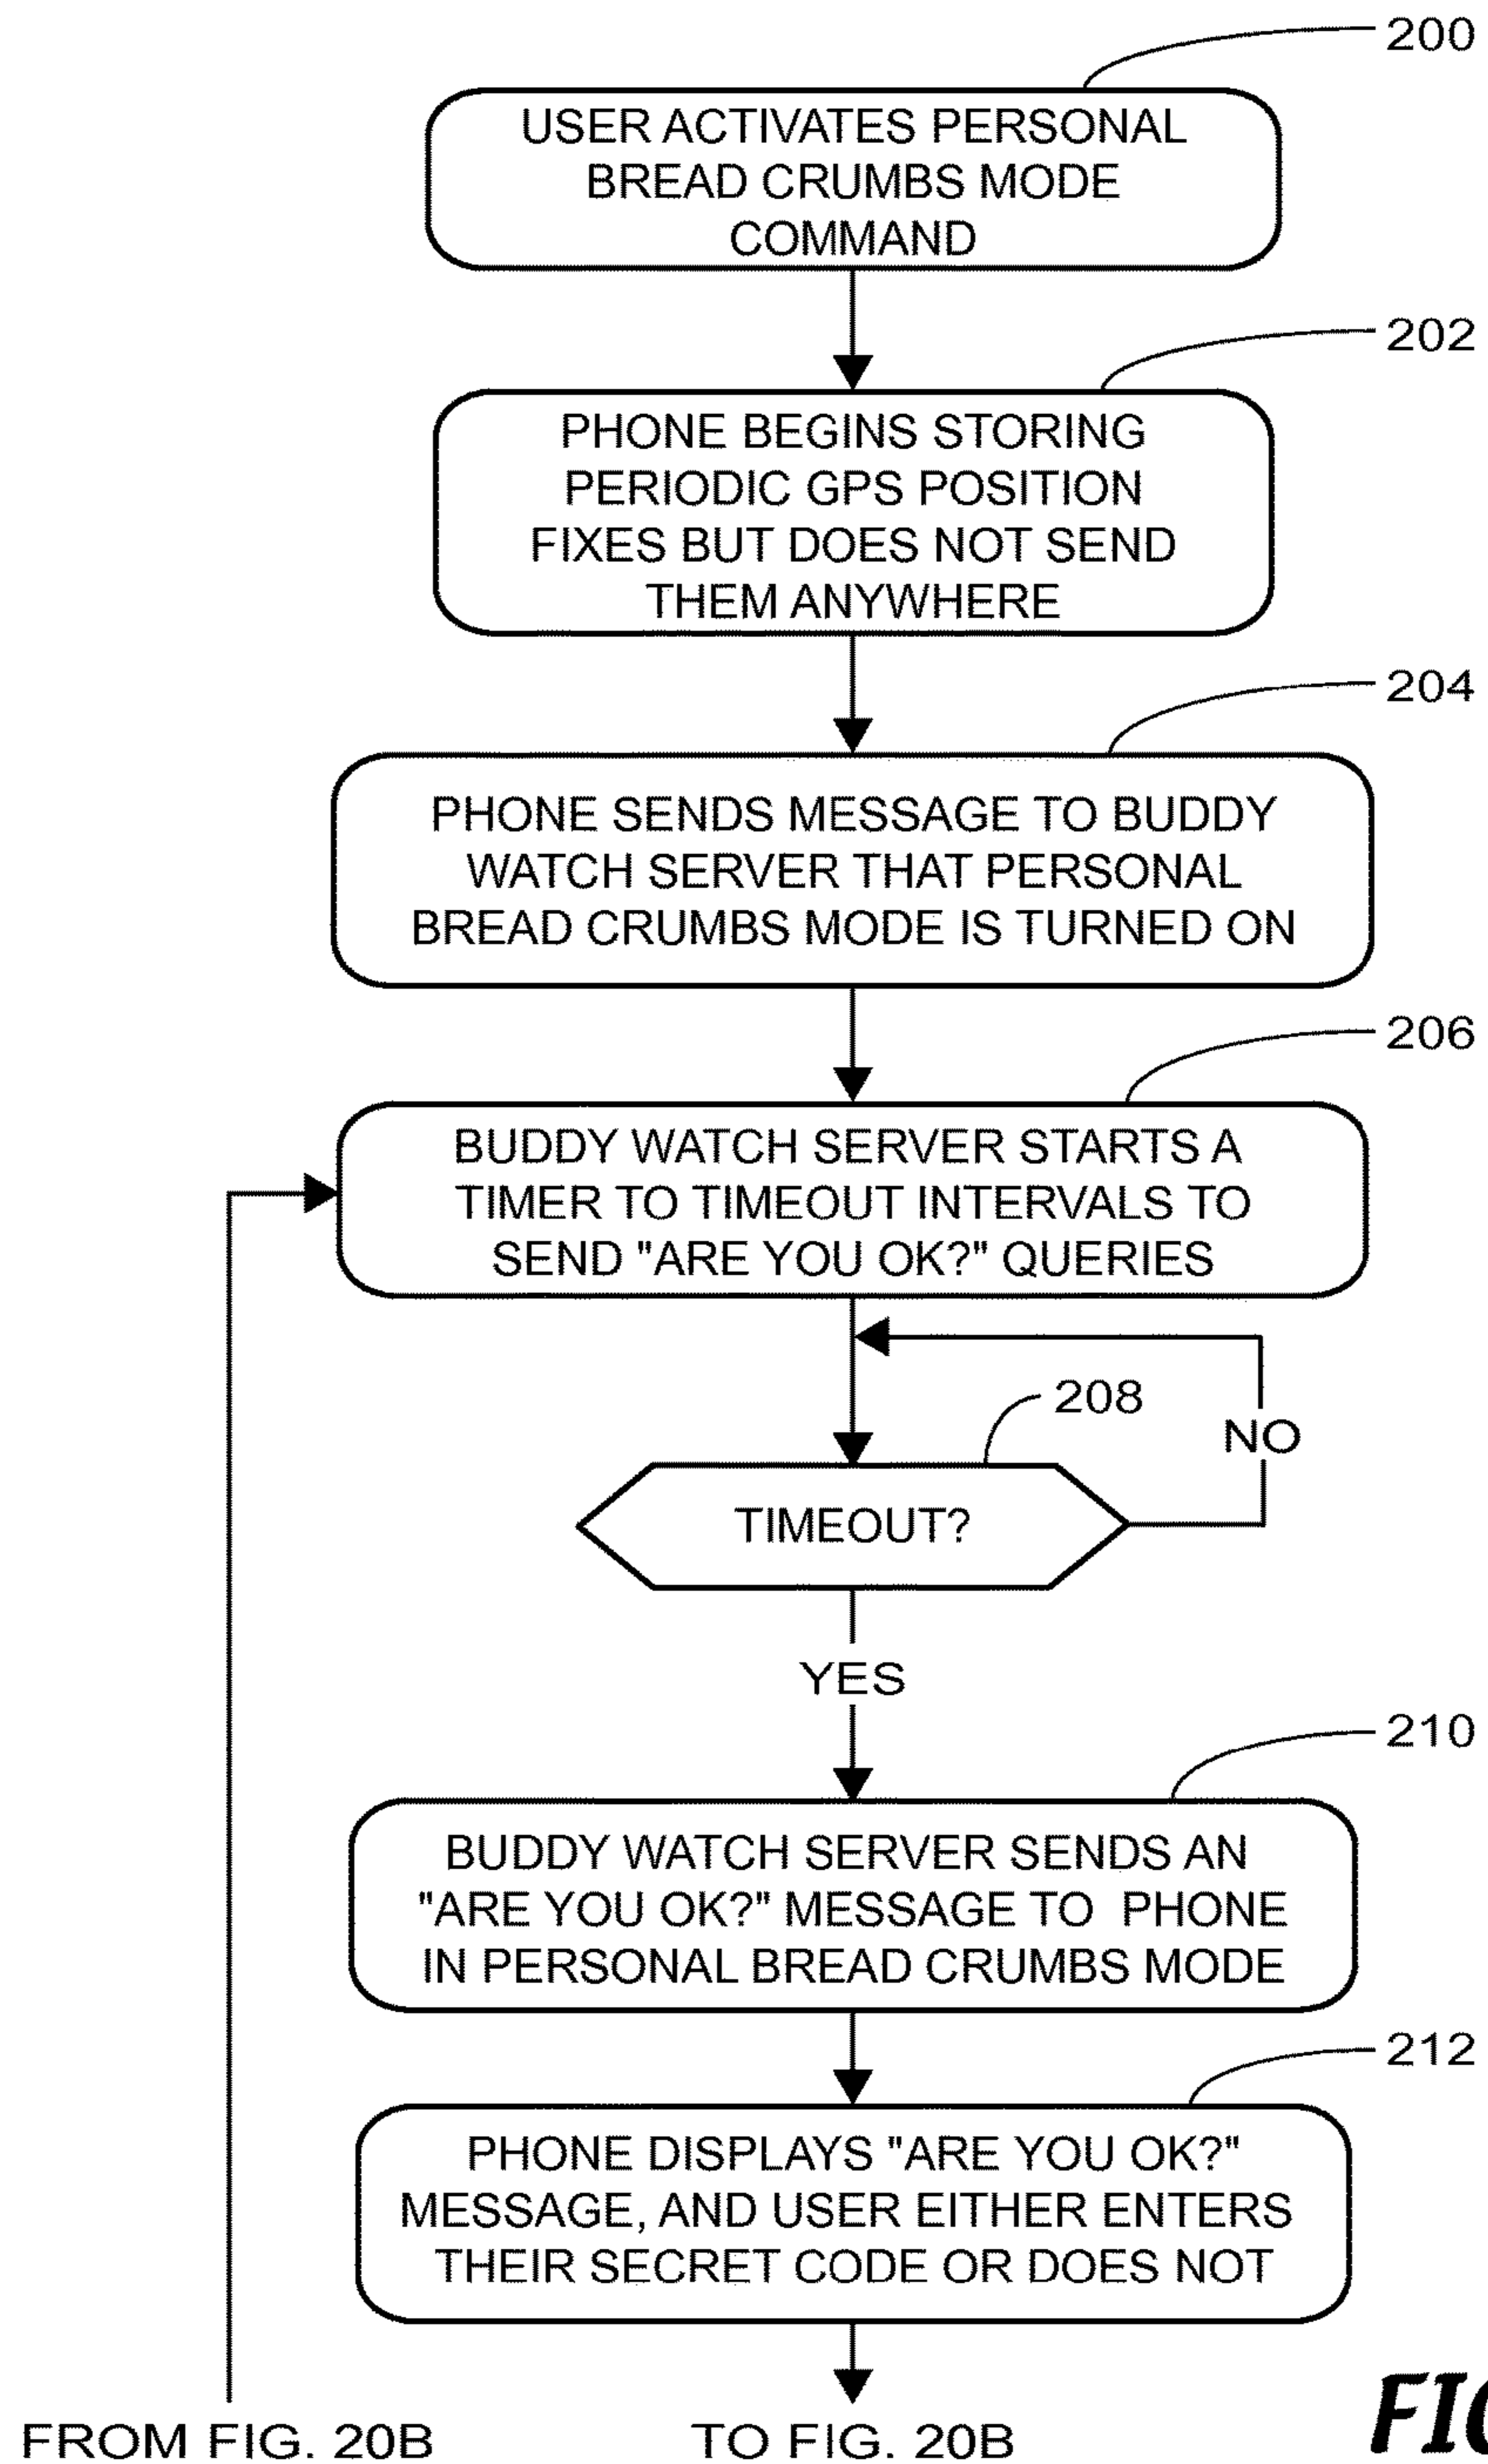 200
USER ACTIVATES PERSONAL
BREAD CRUMBS MODE
COMMAND
202
PHONE BEGINS STORING
PERIODIC GPS POSITION
FIXES BUT DOES NOT SEND
THEM ANYWHERE
204
PHONE SENDS MESSAGE TO BUDDY
WATCH SERVER THAT PERSONAL
BREAD CRUMBS MODE IS TURNED ON
206
BUDDY WATCH SERVER STARTS A
TIMER TO TIMEOUT INTERVALS TO
SEND "ARE YOU OK?" QUERIES
208
NO
TIMEOUT?
YES
210
BUDDY WATCH SERVER SENDS AN
"ARE YOU OK?" MESSAGE TO PHONE
IN PERSONAL BREAD CRUMBS MODE
212
PHONE DISPLAYS "ARE YOU OK?"
MESSAGE, AND USER EITHER ENTERS
THEIR SECRET CODE OR DOES NOT
FROM FIG. 20B
TO FIG. 20B